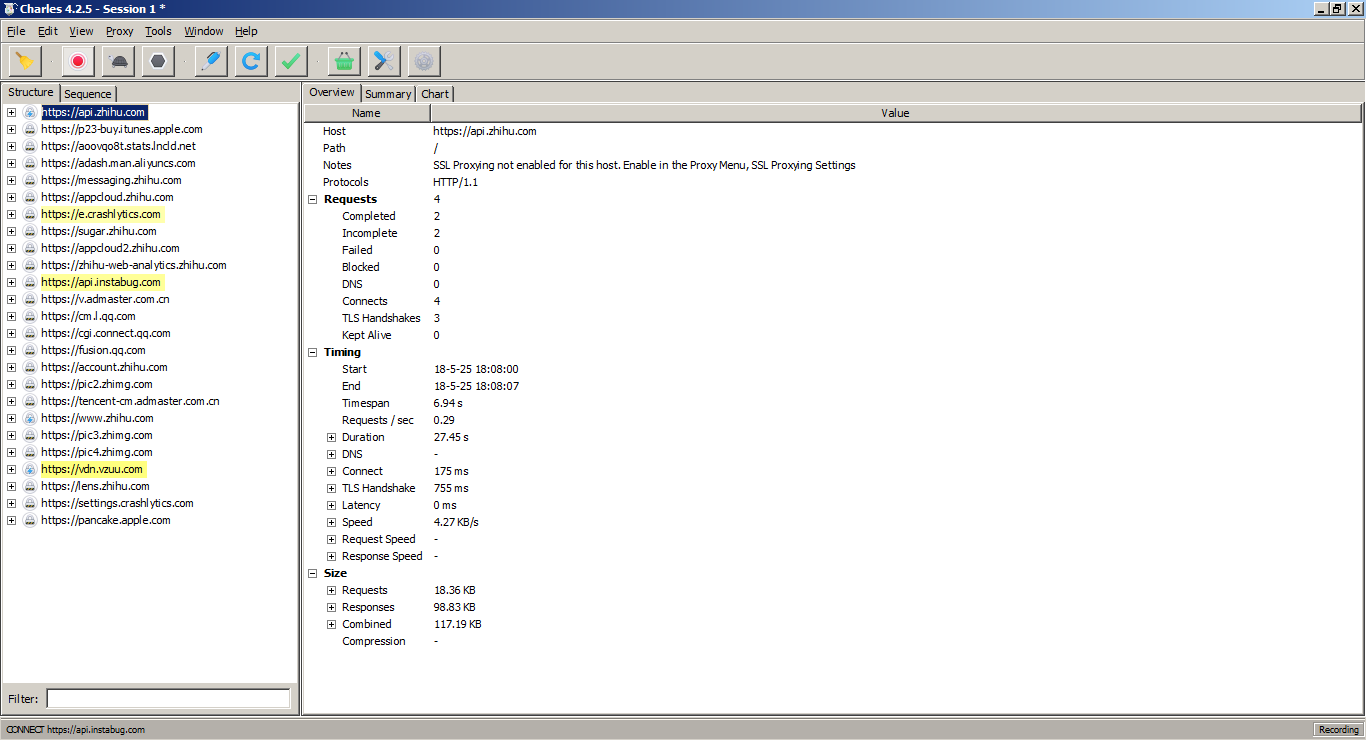 Charles 4.2.5 - Session 1 *
File Edit View Proxy Tools Window Help
Structure Sequence
https://api.zhihu.com
https://p23-buy.itunes.apple.com
https://aoovqo8t.stats.lncld.net
https://adash.man.aliyuncs.com
https://messaging.zhihu.com
https://appcloud.zhihu.com
https://e.crashlytics.com
https://sugar.zhihu.com
https://appcloud2.zhihu.com
https://zhihu-web-analytics.zhihu.com
https://api.instabug.com
https://v.admaster.com.cn
https://cm.l.qq.com
https://cgi.connect.qq.com
https://fusion.qq.com
https://account.zhihu.com
https://pic2.zhimg.com
https://tencent-cm.admaster.com.cn
https://www.zhihu.com
https://pic3.zhimg.com
https://pic4.zhimg.com
https://vdn.vzuu.com
https://lens.zhihu.com
https://settings.crashlytics.com
https://pancake.apple.com
Filter:
Overview Summary Chart
Name Value
Host https://api.zhihu.com
Path /
Notes SSL Proxying not enabled for this host. Enable in the Proxy Menu, SSL Proxying Settings
Protocols HTTP/1.1
Requests 4
Completed 2
Incomplete 2
Failed 0
Blocked 0
DNS 0
Connects 4
TLS Handshakes 3
Kept Alive 0
Timing
Start 18-5-25 18:08:00
End 18-5-25 18:08:07
Timespan 6.94 s
Requests / sec 0.29
Duration 27.45 s
DNS -
Connect 175 ms
TLS Handshake 755 ms
Latency 0 ms
Speed 4.27 KB/s
Request Speed -
Response Speed -
Size
Requests 18.36 KB
Responses 98.83 KB
Combined 117.19 KB
Compression -
CONNECT https://api.instabug.com
Recording